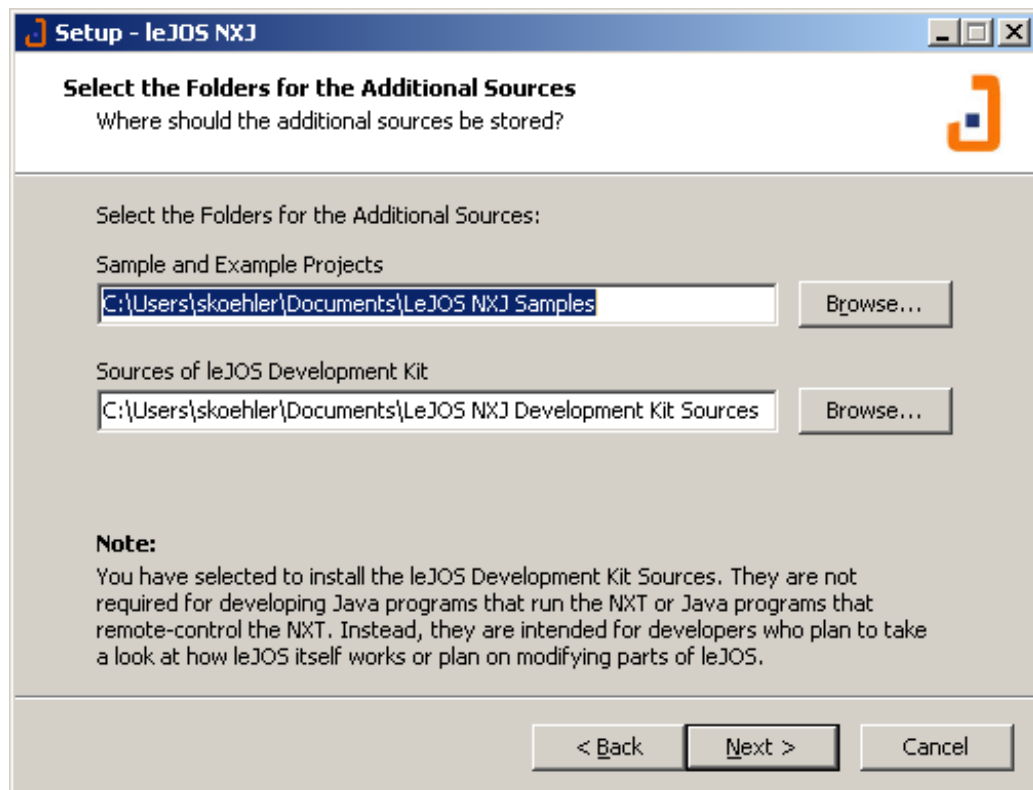 Setup - leJOS NXJ
Select the Folders for the Additional Sources
Where should the additional sources be stored?
Select the Folders for the Additional Sources:
Sample and Example Projects
C:\Users\skoehler\Documents\LeJOS NXJ Samples
Browse...
Sources of leJOS Development Kit
C:\Users\skoehler\Documents\LeJOS NXJ Development Kit Sources
Browse...
Note:
You have selected to install the leJOS Development Kit Sources. They are not
required for developing Java programs that run the NXT or Java programs that
remote-control the NXT. Instead, they are intended for developers who plan to take
a look at how leJOS itself works or plan on modifying parts of leJOS.
< Back
Next >
Cancel